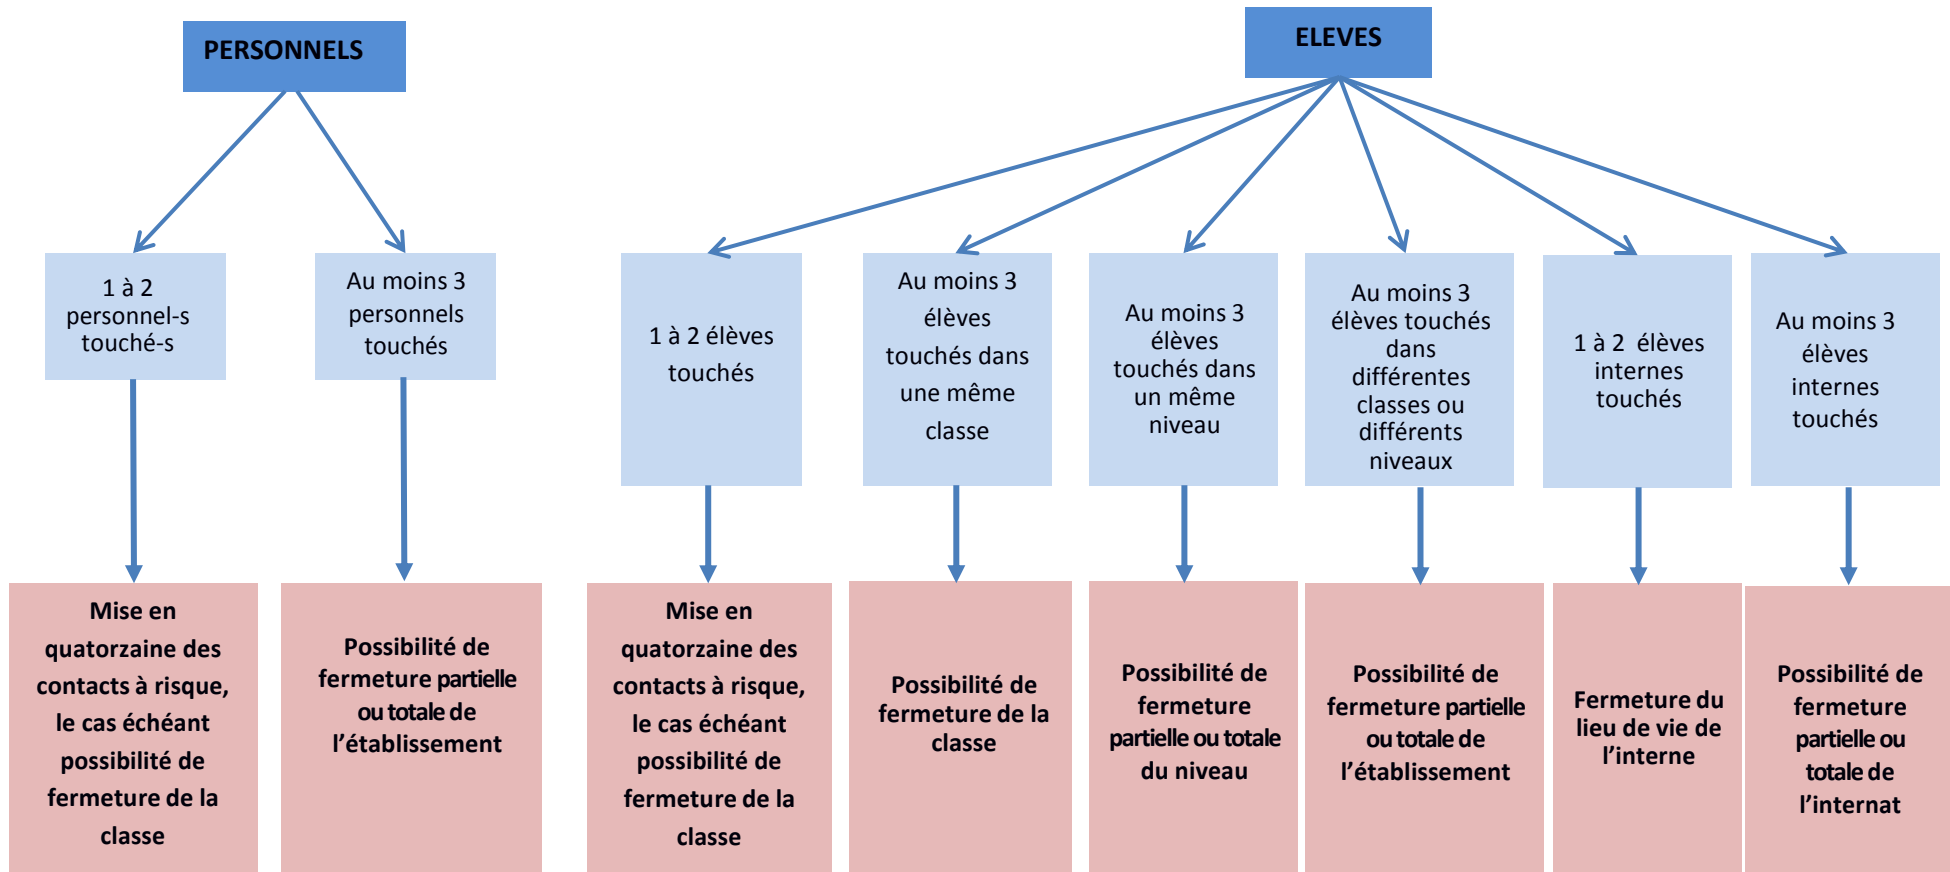 PERSONNELS
ELEVES
1 à 2
personnel-s
touché-s
Au moins 3
personnels
touchés
1 à 2 élèves
touchés
Au moins 3
élèves
touchés dans
une même
classe
Au moins 3
élèves
touchés dans
un même
niveau
Au moins 3
élèves touchés
dans
différentes
classes ou
différents
niveaux
1 à 2 élèves
internes
touchés
Au moins 3
élèves
internes
touchés
Mise en
quatorzaine des
contacts à risque,
le cas échéant
possibilité de
fermeture de la
classe
Possibilité de
fermeture partielle
ou totale de
l’établissement
Mise en
quatorzaine des
contacts à risque,
le cas échéant
possibilité de
fermeture de la
classe
Possibilité de
fermeture de la
classe
Possibilité de
fermeture
partielle ou totale
du niveau
Possibilité de
fermeture partielle
ou totale de
l’établissement
Fermeture du
lieu de vie de
l’interne
Possibilité de
fermeture
partielle ou
totale de
l’internat